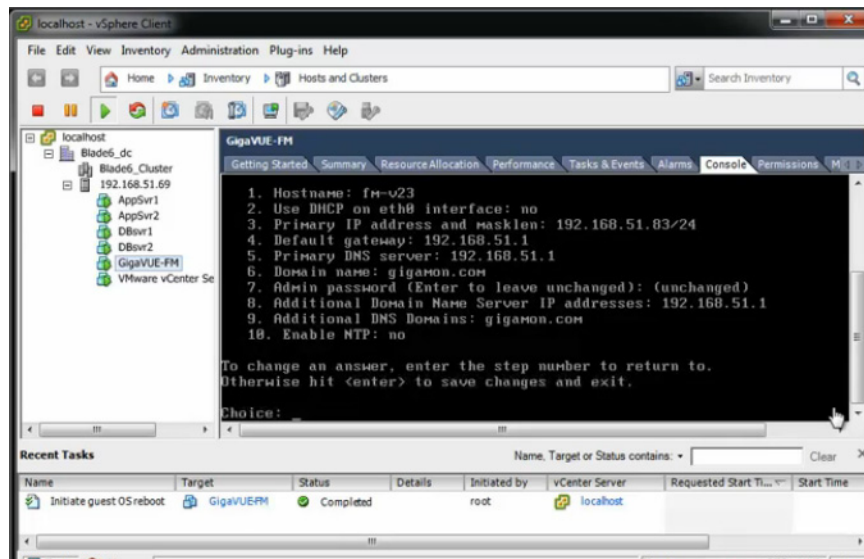 localhost - vSphere Client
File Edit View Inventory Administration Plug-ins Help
Home Inventory Hosts and Clusters
Search Inventory
localhost
Blade6_dc
Blade6_Cluster
192.168.51.69
AppSvr1
AppSvr2
DBsvr1
DBsvr2
GigaVUE-FM
VMware vCenter Se
GigaVUE-FM
Getting Started Summary Resource Allocation Performance Tasks & Events Alarms Console Permissions M
1. Hostname: fm-v23
2. Use DHCP on eth0 interface: no
3. Primary IP address and masklen: 192.168.51.83/24
4. Default gateway: 192.168.51.1
5. Primary DNS server: 192.168.51.1
6. Domain name: gigamon.com
7. Admin password (Enter to leave unchanged): (unchanged)
8. Additional Domain Name Server IP addresses: 192.168.51.1
9. Additional DNS Domains: gigamon.com
10. Enable NTP: no
To change an answer, enter the step number to return to.
Otherwise hit <enter> to save changes and exit.
Choice: _
Recent Tasks
Name, Target or Status contains:
Clear
Name Target Status Details Initiated by vCenter Server Requested Start Ti... Start Time
Initiate guest OS reboot GigaVUE-FM Completed root localhost